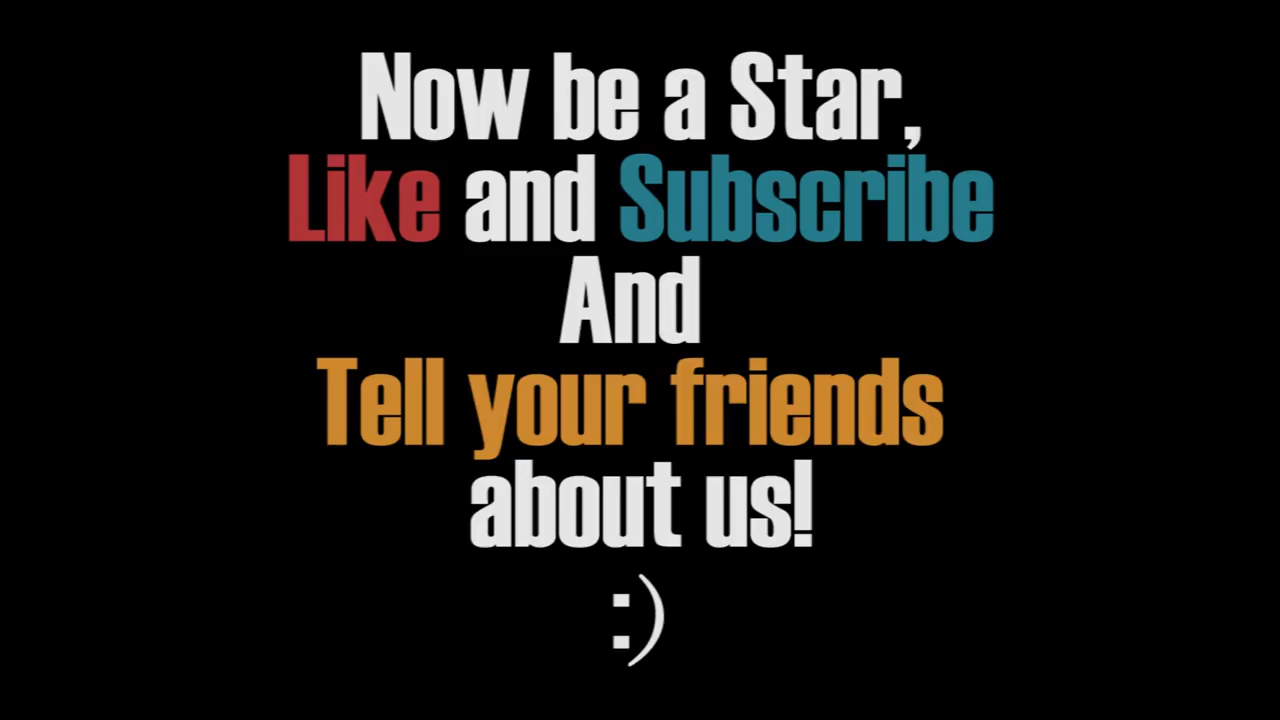 Now be a Star,
Like and Subscribe
And
Tell your friends
about us!
:)